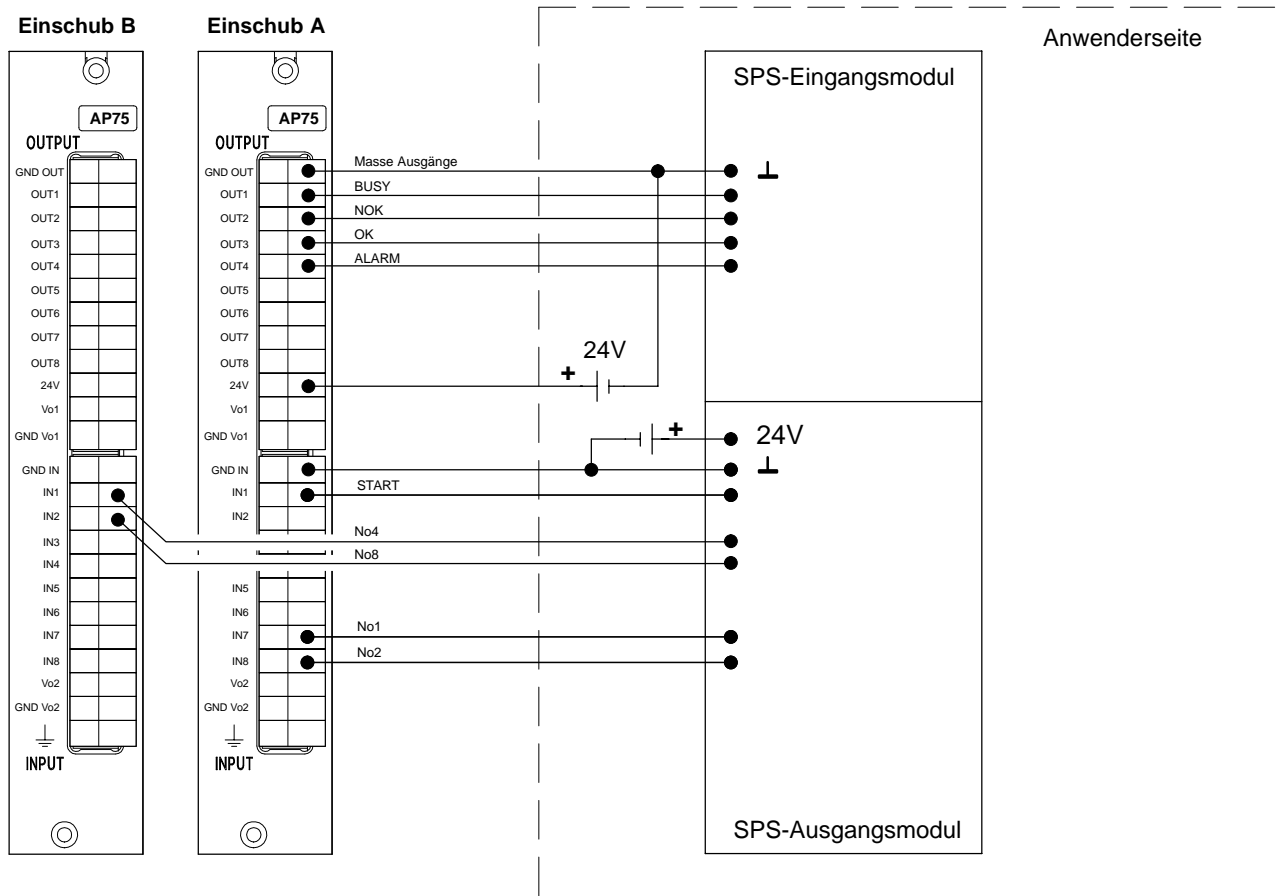 Einschub B
AP75
OUTPUT
GND OUT
OUT1
OUT2
OUT3
OUT4
OUT5
OUT6
OUT7
OUT8
24V
Vo1
GND Vo1
GND IN
IN1
IN2
IN3
IN4
IN5
IN6
IN7
IN8
Vo2
GND Vo2
INPUT
Einschub A
AP75
OUTPUT
GND OUT
OUT1
OUT2
OUT3
OUT4
OUT5
OUT6
OUT7
OUT8
24V
Vo1
GND Vo1
GND IN
IN1
IN2
IN5
IN6
IN7
IN8
Vo2
GND Vo2
INPUT
Masse Ausgänge
BUSY
NOK
OK
ALARM
24V
+
+
START
No4
No8
No1
No2
Anwenderseite
SPS-Eingangsmodul
24V
SPS-Ausgangsmodul